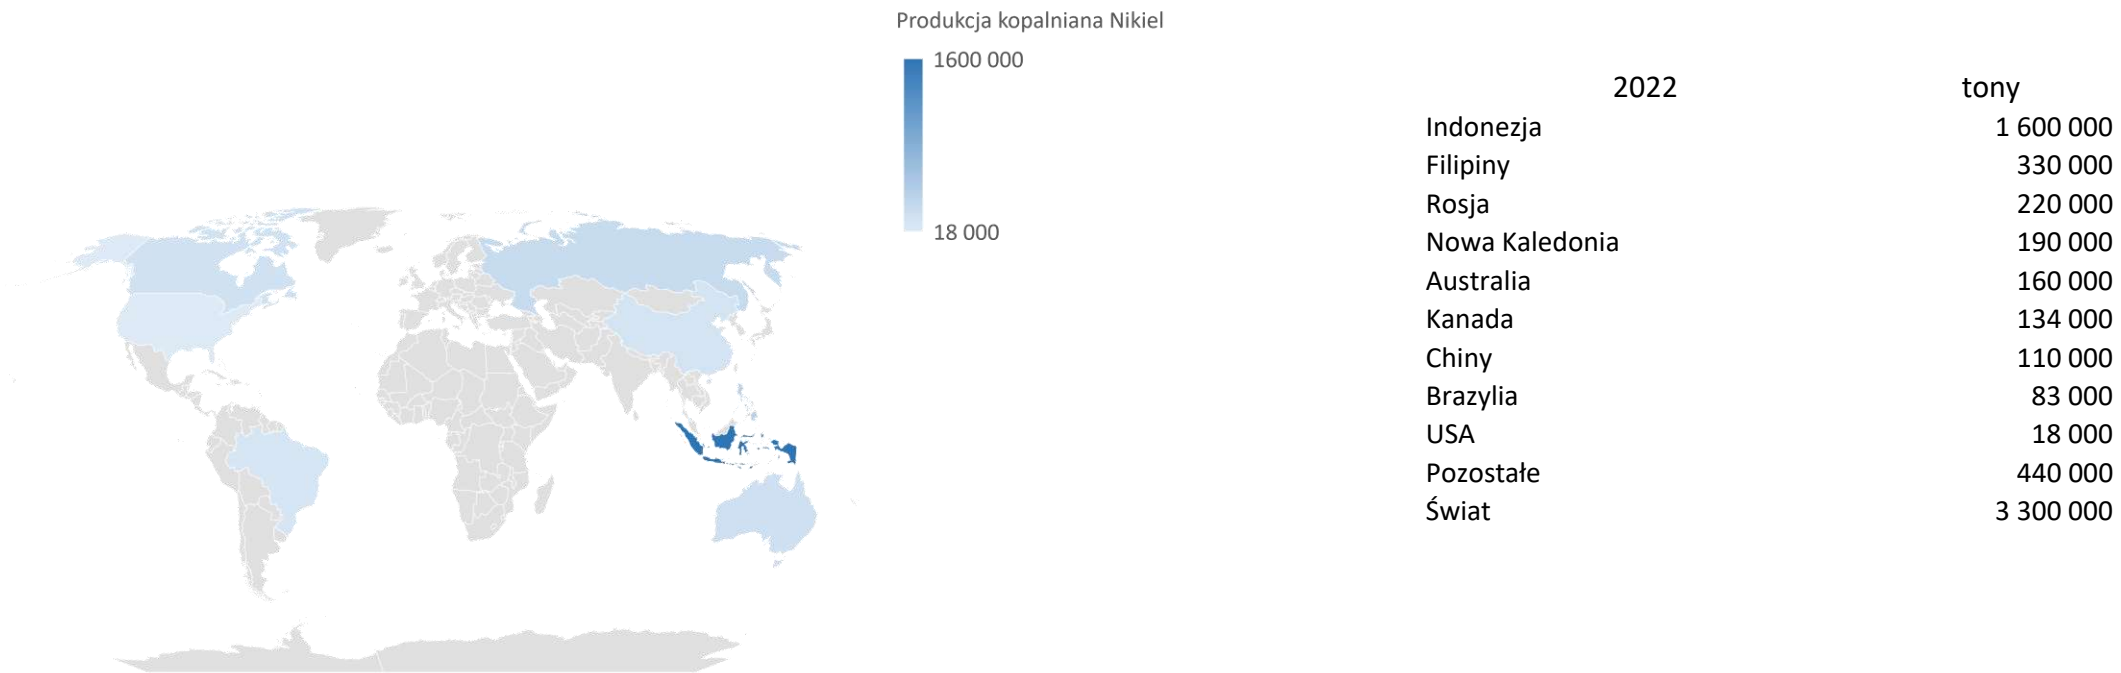 Produkcja kopalniana Nikiel
1600 000
18 000
2022 tony
Indonezja 1 600 000
Filipiny 330 000
Rosja 220 000
Nowa Kaledonia 190 000
Australia 160 000
Kanada 134 000
Chiny 110 000
Brazylia 83 000
USA 18 000
Pozostałe 440 000
Świat 3 300 000